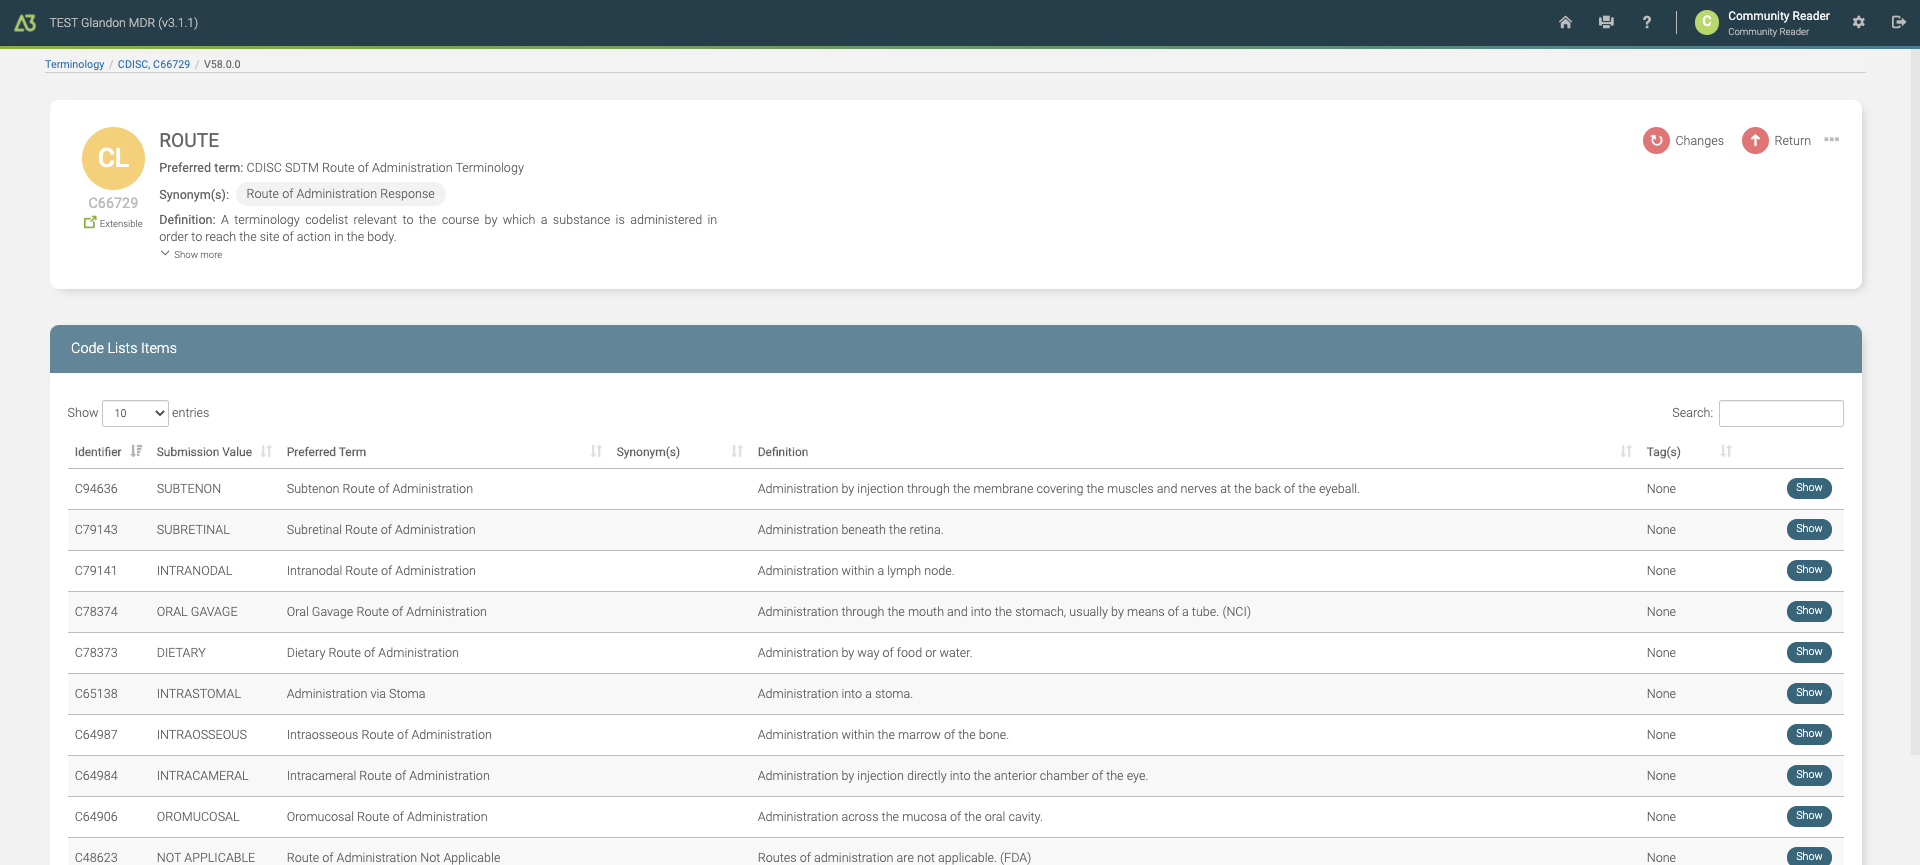 TEST Glandon MDR (v3.1.1)
Community Reader
Community Reader
C
Terminology / CDISC, C66729 / V58.0.0
CL
C66729
Extensible
ROUTE
Preferred term: CDISC SDTM Route of Administration Terminology
Synonym(s): Route of Administration Response
Definition: A terminology codelist relevant to the course by which a substance is administered in
order to reach the site of action in the body.
Show more
Changes
Return
Code Lists Items
Show 10 entries
Search:
Identifier Submission Value Preferred Term Synonym(s) Definition Tag(s)
C94636 SUBTENON Subtenon Route of Administration Administration by injection through the membrane covering the muscles and nerves at the back of the eyeball. None Show
C79143 SUBRETINAL Subretinal Route of Administration Administration beneath the retina. None Show
C79141 INTRANODAL Intranodal Route of Administration Administration within a lymph node. None Show
C78374 ORAL GAVAGE Oral Gavage Route of Administration Administration through the mouth and into the stomach, usually by means of a tube. (NCI) None Show
C78373 DIETARY Dietary Route of Administration Administration by way of food or water. None Show
C65138 INTRASTOMAL Administration via Stoma Administration into a stoma. None Show
C64987 INTRAOSSEOUS Intraosseous Route of Administration Administration within the marrow of the bone. None Show
C64984 INTRACAMERAL Intracameral Route of Administration Administration by injection directly into the anterior chamber of the eye. None Show
C64906 OROMUCOSAL Oromucosal Route of Administration Administration across the mucosa of the oral cavity. None Show
C48623 NOT APPLICABLE Route of Administration Not Applicable Routes of administration are not applicable. (FDA) None Show